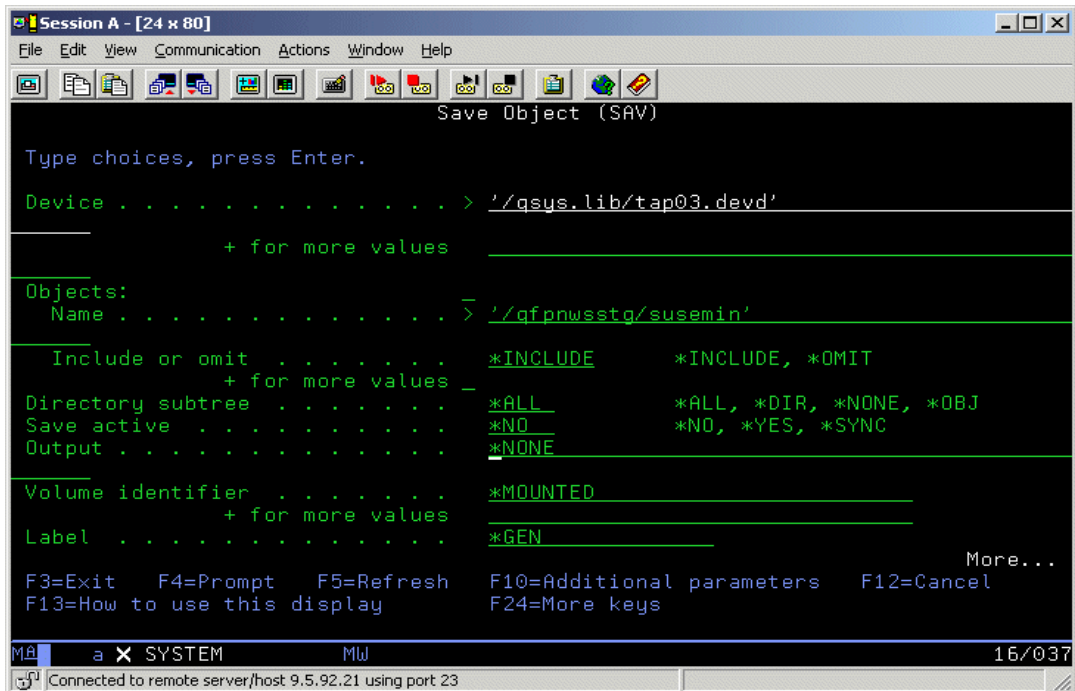 Session A - [24 x 80]
File Edit View Communication Actions Window Help
Save Object (SAV)
Type choices, press Enter.
Device . . . . . . . . . . . . . . > '/qsys.lib/tap03.devd'
+ for more values
Objects:
Name . . . . . . . . . . . . . > '/qfpnwsstg/susemin'
Include or omit . . . . . . . *INCLUDE *INCLUDE, *OMIT
+ for more values _
Directory subtree . . . . . . . *ALL *ALL, *DIR, *NONE, *OBJ
Save active . . . . . . . . . . *NO *NO, *YES, *SYNC
Output . . . . . . . . . . . . . *NONE
Volume identifier . . . . . . . *MOUNTED
+ for more values
Label . . . . . . . . . . . . . *GEN
More...
F3=Exit F4=Prompt F5=Refresh F10=Additional parameters F12=Cancel
F13=How to use this display F24=More keys
MA a X SYSTEM MW 16/037
Connected to remote server/host 9.5.92.21 using port 23